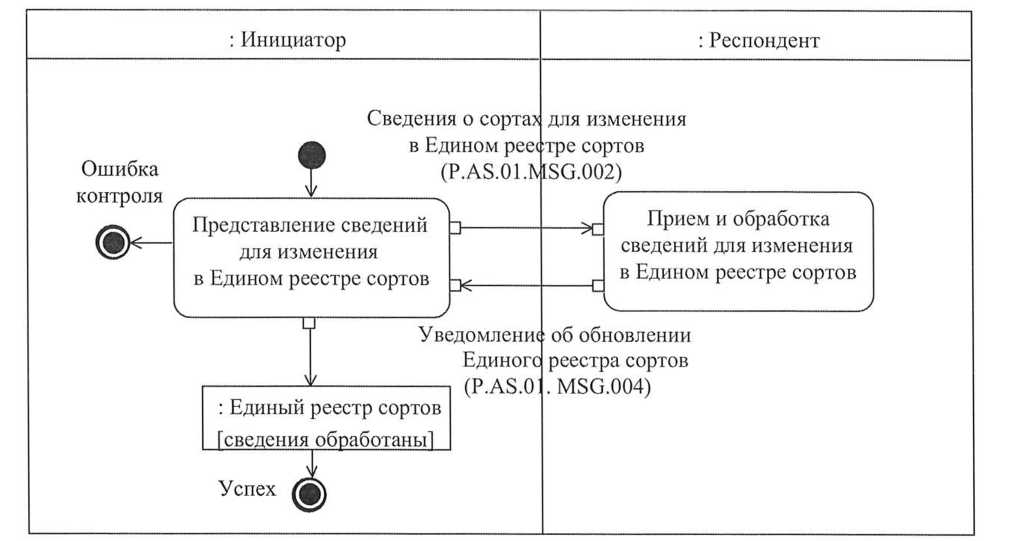 : Инициатор
: Респондент
Сведения о сортах для изменения
в Едином реестре сортов
(P.AS.01.MSG.002)
Ошибка
контроля
Представление сведений
для изменения
в Едином реестре сортов
Прием и обработка
сведений для изменения
в Едином реестре сортов
Уведомление об обновлении
Единого реестра сортов
(P.AS.01. MSG.004)
: Единый реестр сортов
[сведения обработаны]
Успех